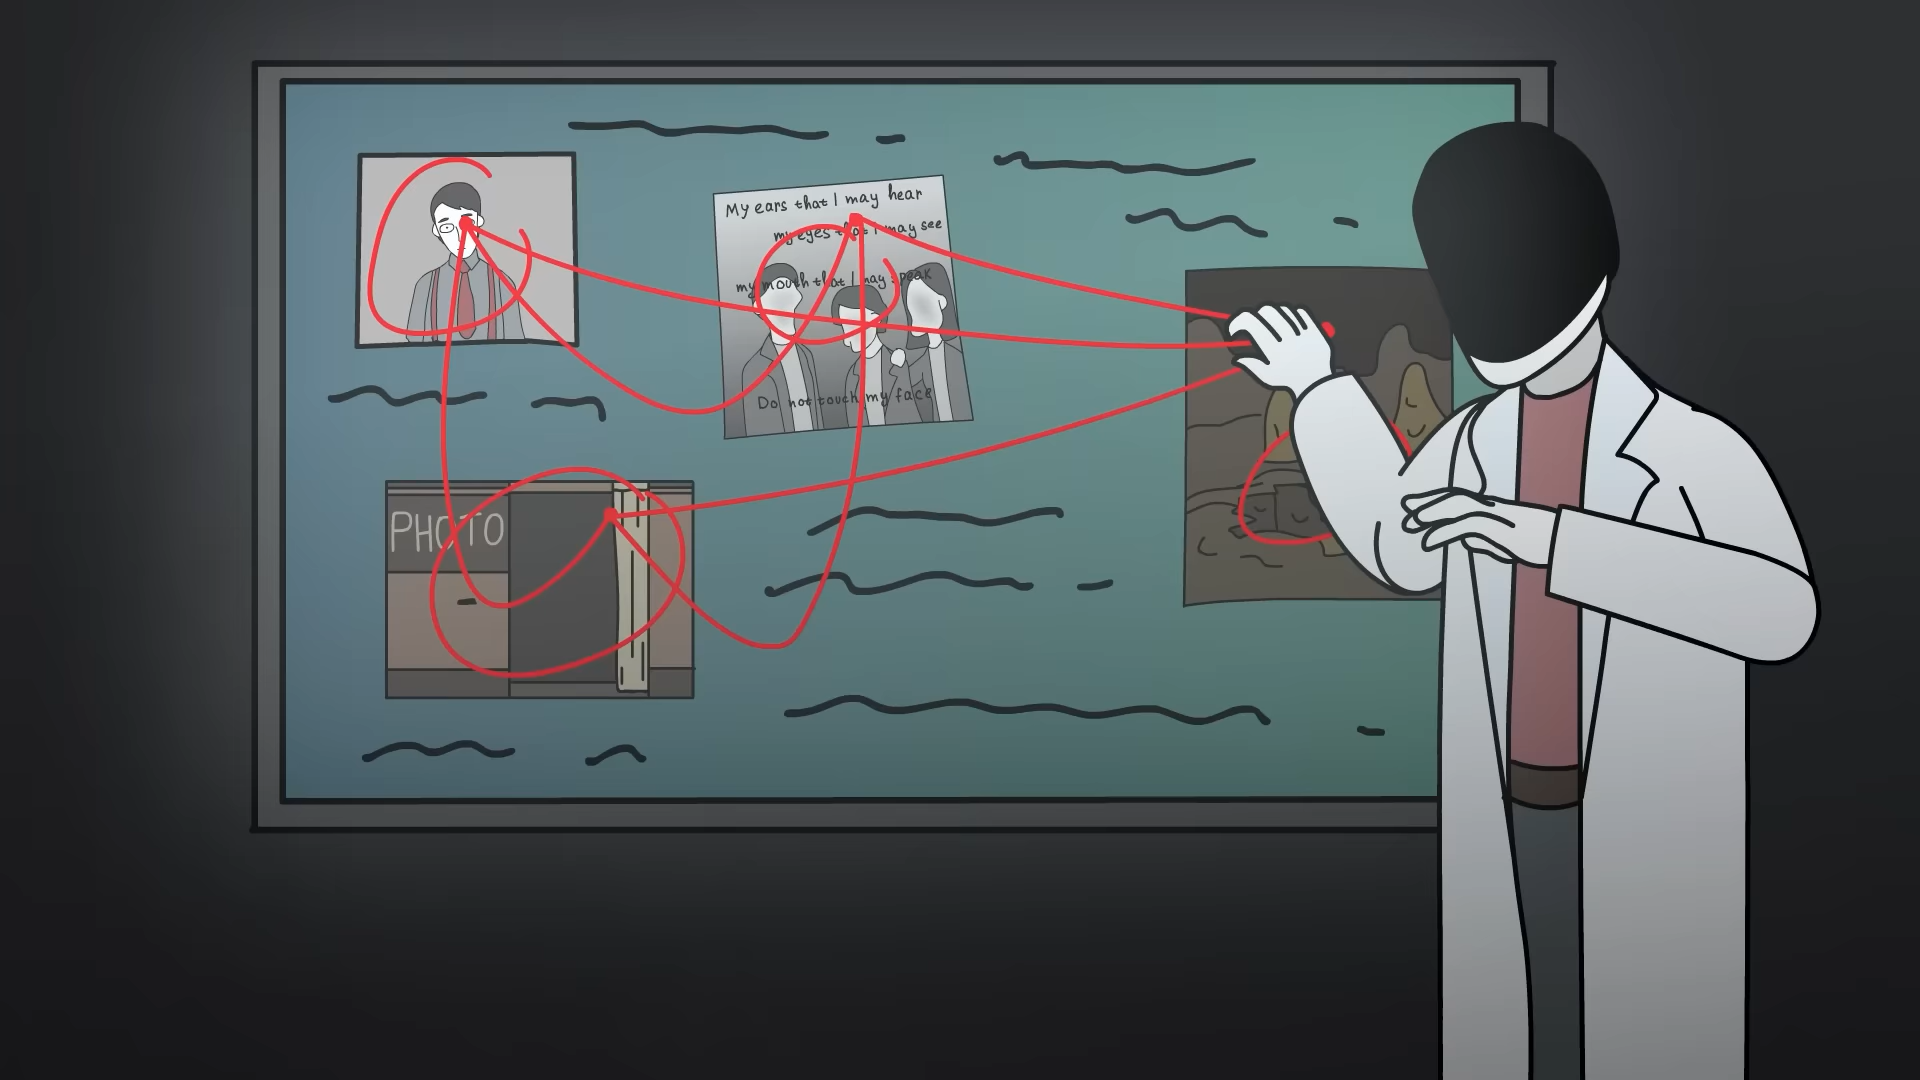 My ears that I may hear
my eyes that I may see
my mouth that I may speak
Do not touch my face
PHOTO